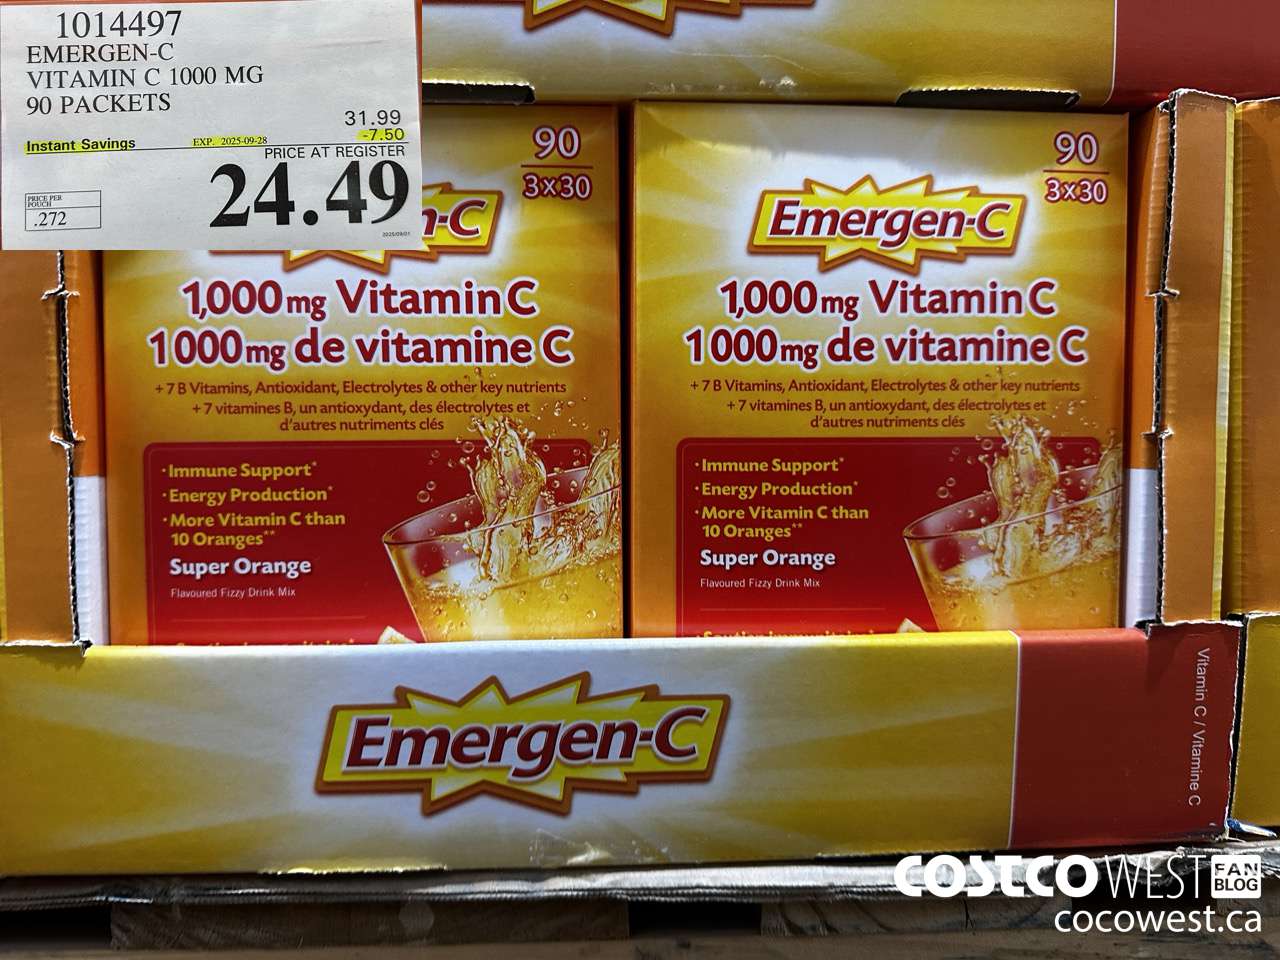 1014497
EMERGEN-C
VITAMIN C 1000 MG
90 PACKETS
31.99
Instant Savings EXP. 2025-09-28 -7.50
PRICE AT REGISTER
24.49
PRICE PER
POUCH
.272
2025/09/01
90
3x30
n-C
1,000mg Vitamin C
1000mg de vitamine C
+ 7 B Vitamins, Antioxidant, Electrolytes & other key nutrients
+ 7 vitamines B, un antioxydant, des électrolytes et
d'autres nutriments clés
· Immune Support*
· Energy Production*
· More Vitamin C than
10 Oranges**
Super Orange
Flavoured Fizzy Drink Mix
90
3x30
Emergen-C
1,000mg Vitamin C
1000mg de vitamine C
+ 7 B Vitamins, Antioxidant, Electrolytes & other key nutrients
+ 7 vitamines B, un antioxydant, des électrolytes et
d'autres nutriments clés
· Immune Support*
· Energy Production*
· More Vitamin C than
10 Oranges**
Super Orange
Flavoured Fizzy Drink Mix
Emergen-C
Vitamin C / Vitamine C
COSTCO WEST FAN BLOG
cocowest.ca